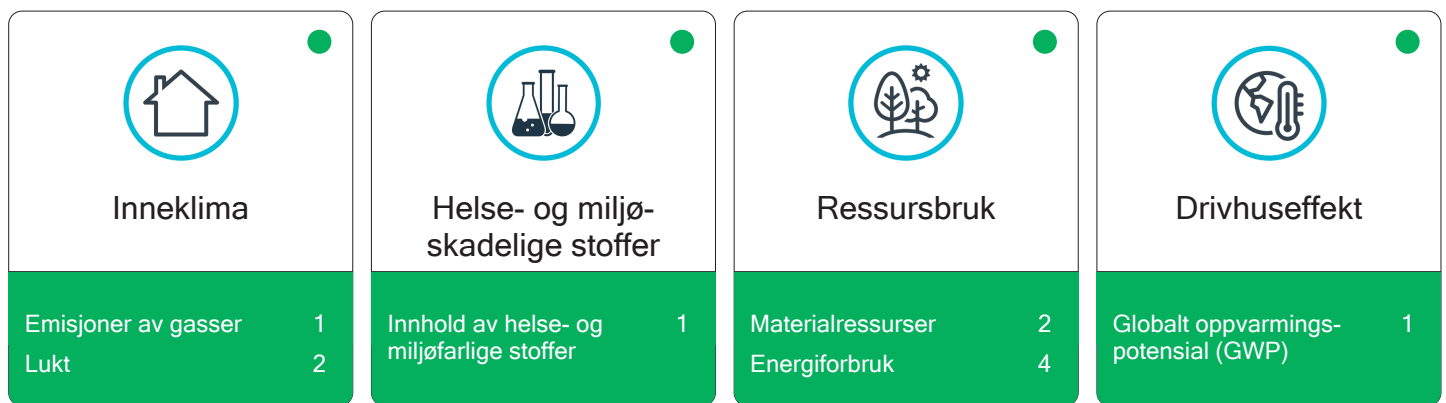 Inneklima
Emisjoner av gasser 1
Lukt 2
Helse- og miljø-
skadelige stoffer
Innhold av helse- og 1
miljøfarlige stoffer
Ressursbruk
Materialressurser 2
Energiforbruk 4
Drivhuseffekt
Globalt oppvarmings- 1
potensial (GWP)